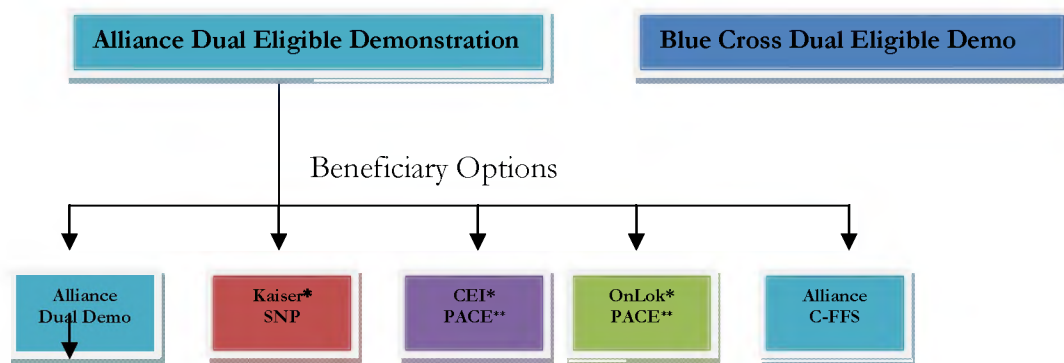 Alliance Dual Eligible Demonstration
Blue Cross Dual Eligible Demo
Beneficiary Options
Alliance
Dual Demo
Kaiser*
SNP
CEI*
PACE**
OnLok*
PACE**
Alliance
C-FFS